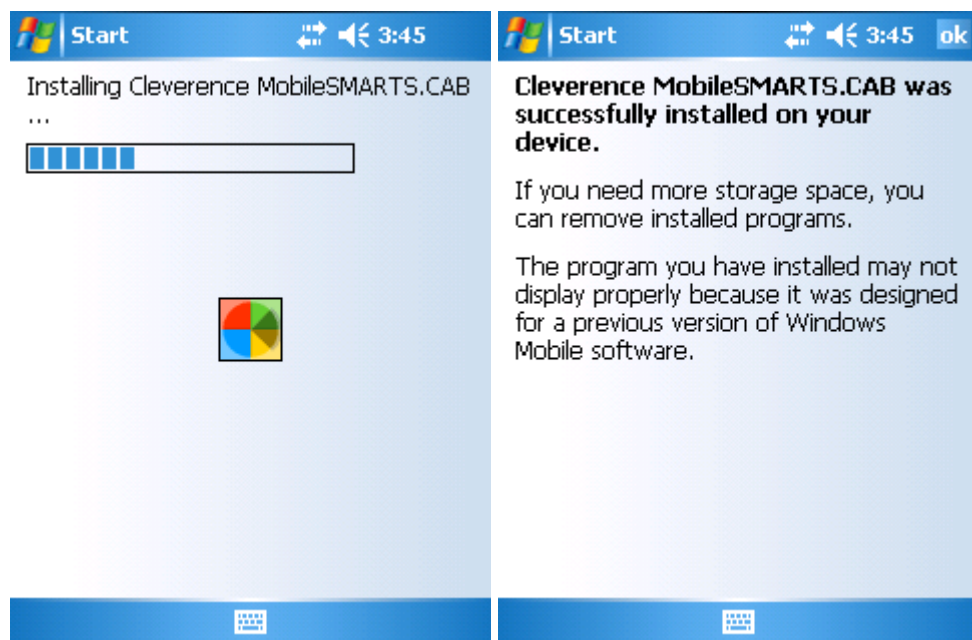 Start 3:45
Installing Cleverence MobileSMARTS.CAB
...
Start 3:45 ok
Cleverence MobileSMARTS.CAB was
successfully installed on your
device.
If you need more storage space, you
can remove installed programs.
The program you have installed may not
display properly because it was designed
for a previous version of Windows
Mobile software.